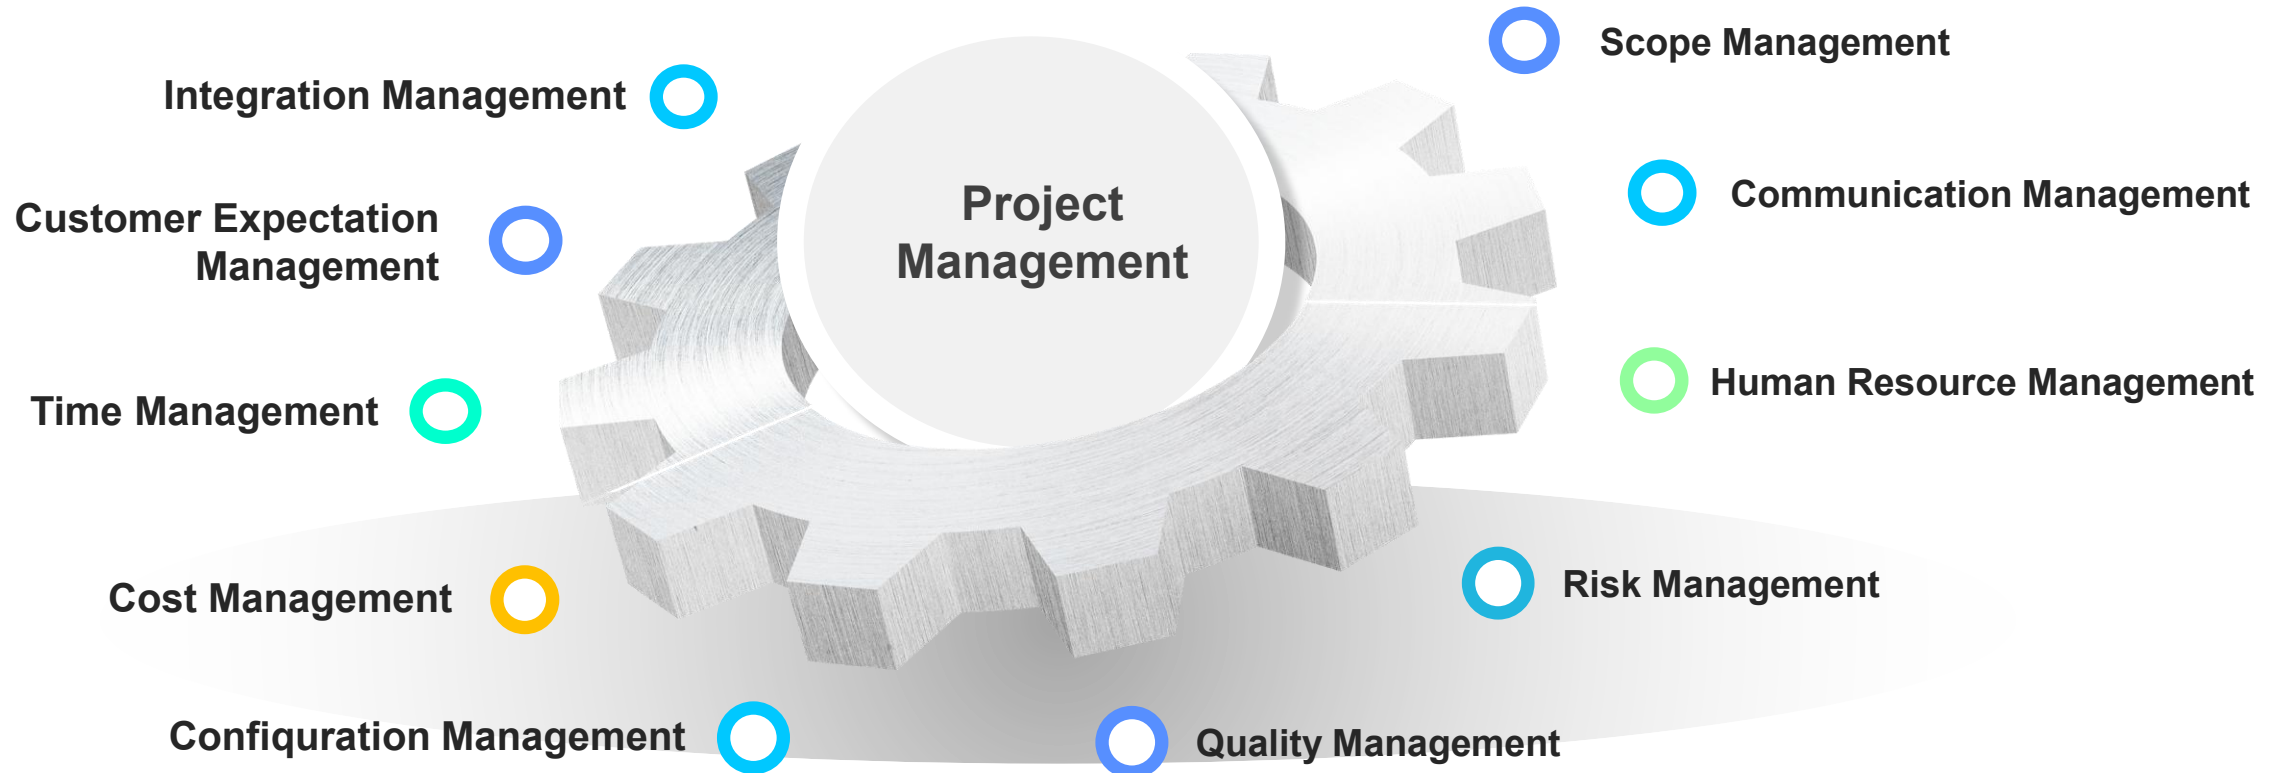 Scope Management
Integration Management
Project
Management
Communication Management
Customer Expectation
Management
Human Resource Management
Time Management
Risk Management
Cost Management
Confiquration Management
Quality Management